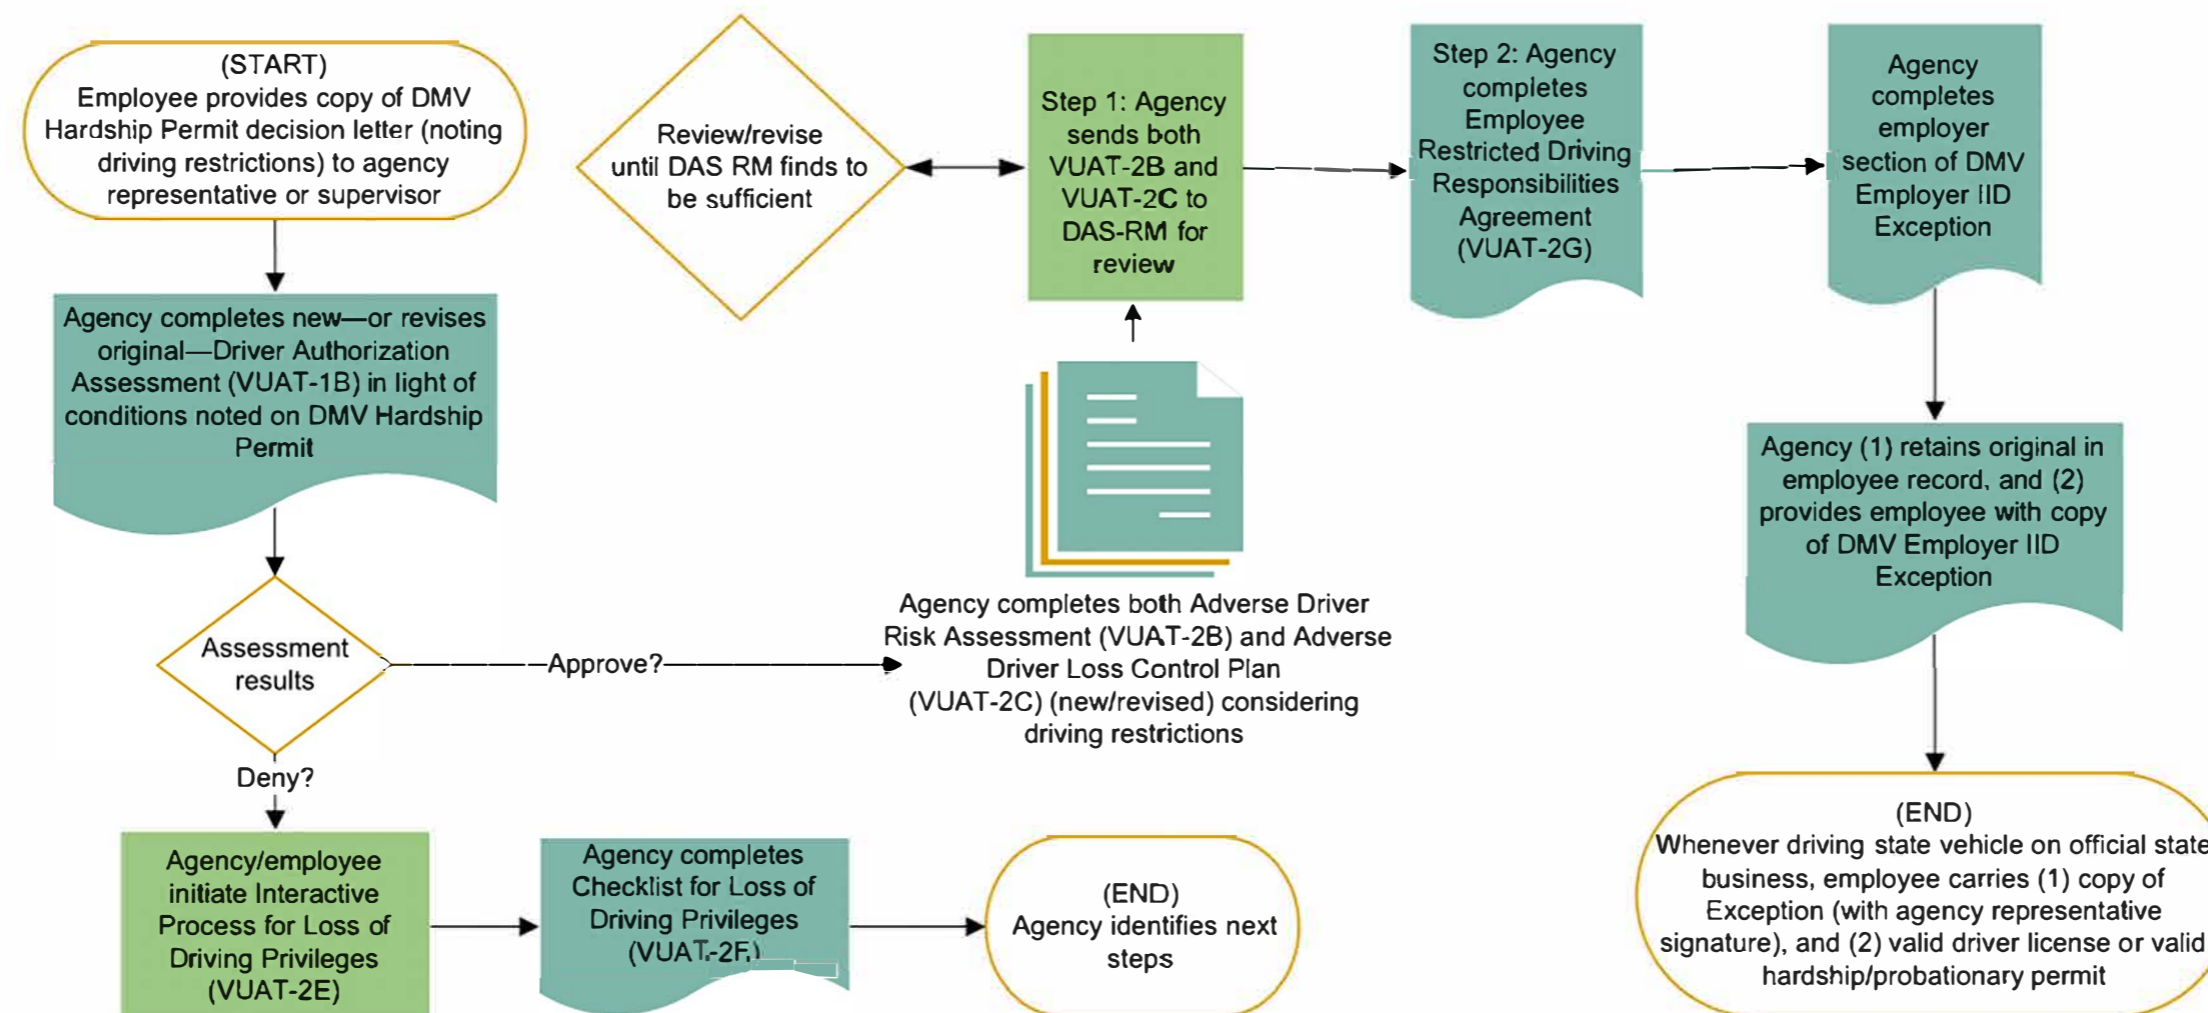 (START)
Employee provides copy of DMV
Hardship Permit decision letter (noting
driving restrictions) to agency
representative or supervisor
Agency completes new—or revises
original—Driver Authorization
Assessment (VUAT-1B) in light of
conditions noted on DMV Hardship
Permit
Assessment
results
Approve?
Deny?
Agency/employee
initiate Interactive
Process for Loss of
Driving Privileges
(VUAT-2E)
Agency completes
Checklist for Loss of
Driving Privileges
(VUAT-2F)
(END)
Agency identifies next
steps
Agency completes both Adverse Driver
Risk Assessment (VUAT-2B) and Adverse
Driver Loss Control Plan
(VUAT-2C) (new/revised) considering
driving restrictions
Step 1: Agency
sends both
VUAT-2B and
VUAT-2C to
DAS-RM for
review
Review/revise
until DAS RM finds to
be sufficient
Step 2: Agency
completes
Employee
Restricted Driving
Responsibilities
Agreement
(VUAT-2G)
Agency
completes
employer
section of DMV
Employer IID
Exception
Agency (1) retains original in
employee record, and (2)
provides employee with copy
of DMV Employer IID
Exception
(END)
Whenever driving state vehicle on official state
business, employee carries (1) copy of
Exception (with agency representative
signature), and (2) valid driver license or valid
hardship/probationary permit